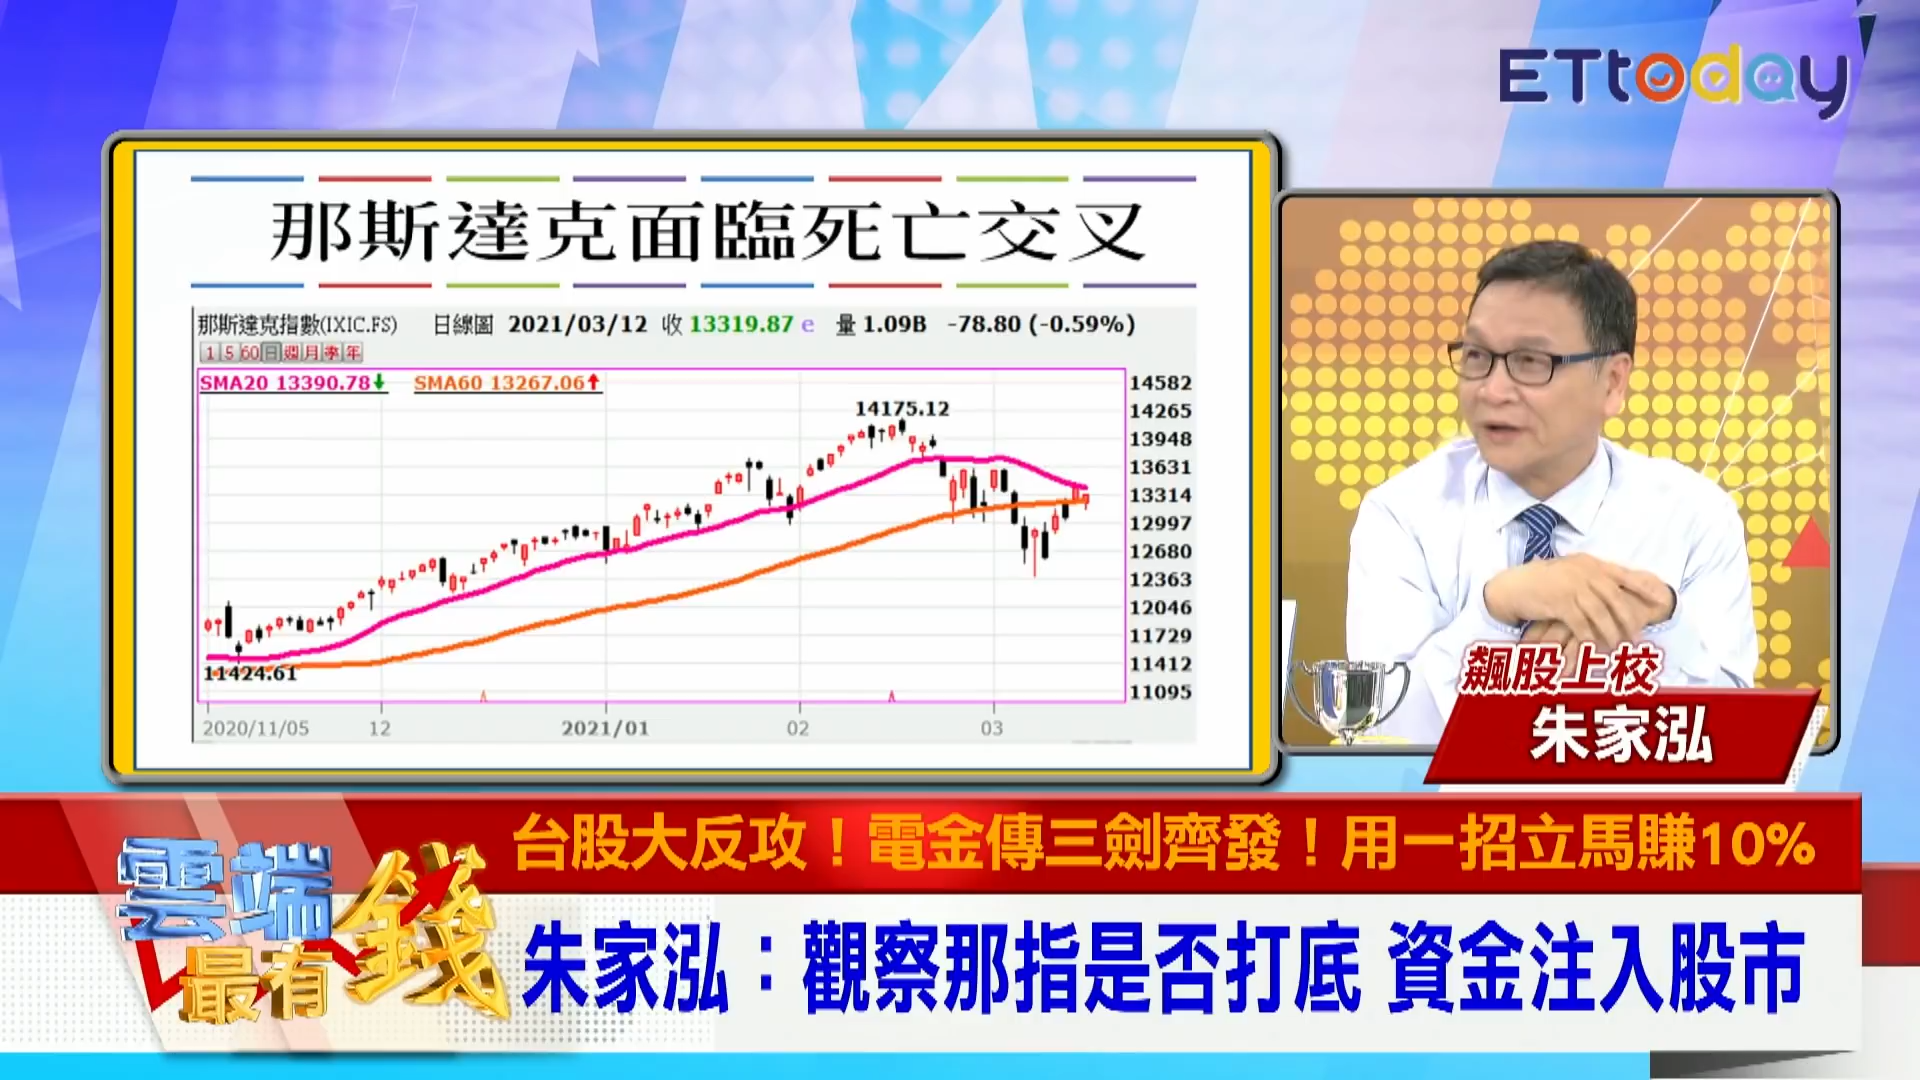 ETtoday
那斯達克面臨死亡交叉
那斯達克指數(IXIC.FS) 日線圖 2021/03/12 收 13319.87 e 量 1.09B -78.80 (-0.59%)
1 5 60 日 週 月 季 年
SMA20 13390.78↓ SMA60 13267.06↑
14175.12
11424.61
14582
14265
13948
13631
13314
12997
12680
12363
12046
11729
11412
11095
2020/11/05 12 2021/01 02 03
飆股上校
朱家泓
雲端最有錢
台股大反攻！電金傳三劍齊發！用一招立馬賺10%
朱家泓：觀察那指是否打底 資金注入股市